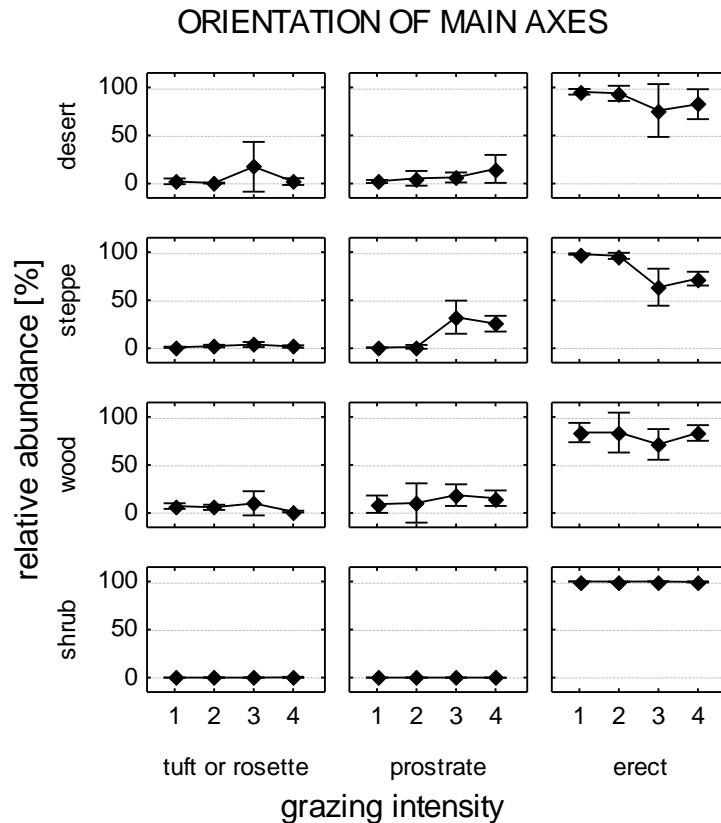 ORIENTATION OF MAIN AXES
relative abundance [%]
desert
100
50
0
steppe
100
50
0
wood
100
50
0
shrub
100
50
0
1 2 3 4 1 2 3 4 1 2 3 4
tuft or rosette prostrate erect
grazing intensity